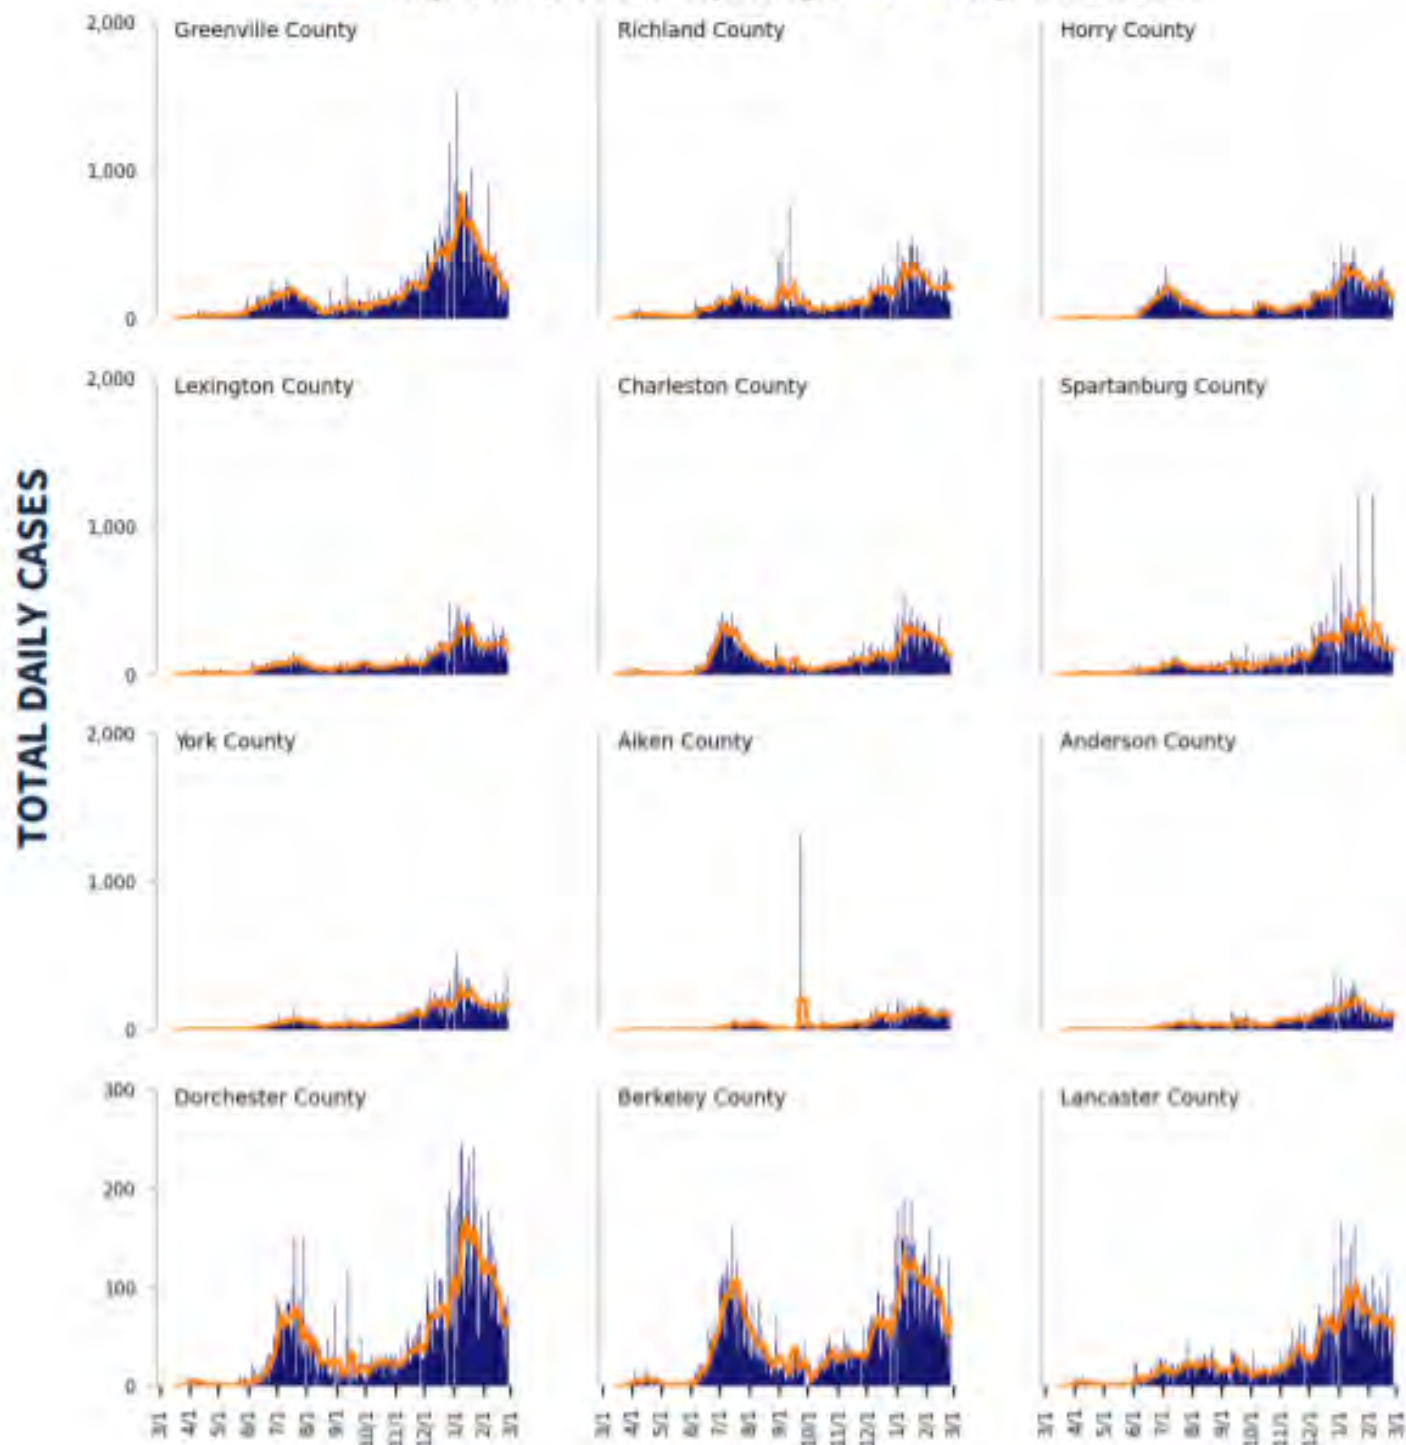 2,000
Greenville County
Richland County
Horry County
1,000
0
2,000
Lexington County
Charleston County
Spartanburg County
1,000
0
TOTAL DAILY CASES
2,000
York County
Aiken County
Anderson County
1,000
0
300
Dorchester County
Berkeley County
Lancaster County
200
100
0
3/1 4/1 5/1 6/1 7/1 8/1 9/1 10/1 11/1 12/1 1/1 2/1 3/1
3/1 4/1 5/1 6/1 7/1 8/1 9/1 10/1 11/1 12/1 1/1 2/1 3/1
3/1 4/1 5/1 6/1 7/1 8/1 9/1 10/1 11/1 12/1 1/1 2/1 3/1